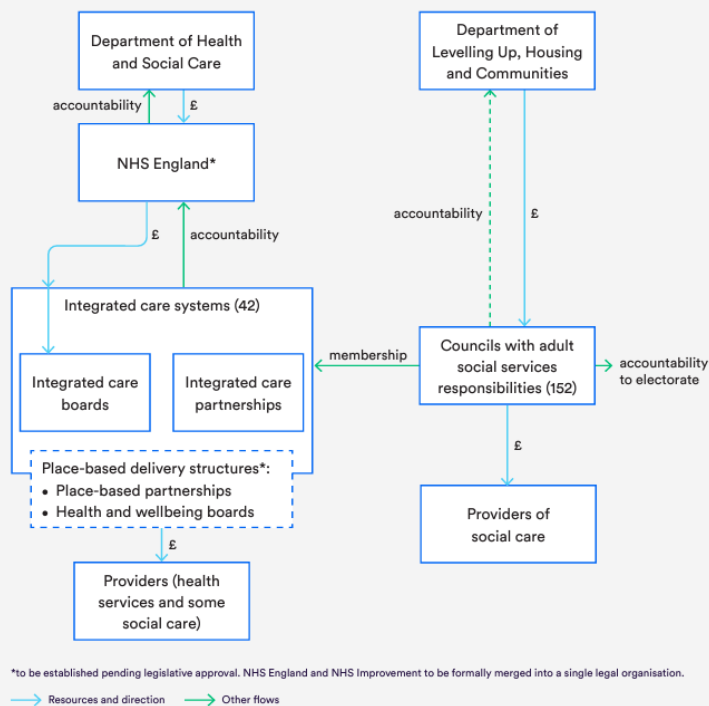 Department of Health
and Social Care
Department of
Levelling Up, Housing
and Communities
accountability
£
NHS England*
£
accountability
accountability
£
Integrated care systems (42)
Integrated care
boards
Integrated care
partnerships
membership
Councils with adult
social services
responsibilities (152)
accountability
to electorate
£
Place-based delivery structures*:
• Place-based partnerships
• Health and wellbeing boards
Providers of
social care
£
Providers (health
services and some
social care)
*to be established pending legislative approval. NHS England and NHS Improvement to be formally merged into a single legal organisation.
Resources and direction
Other flows